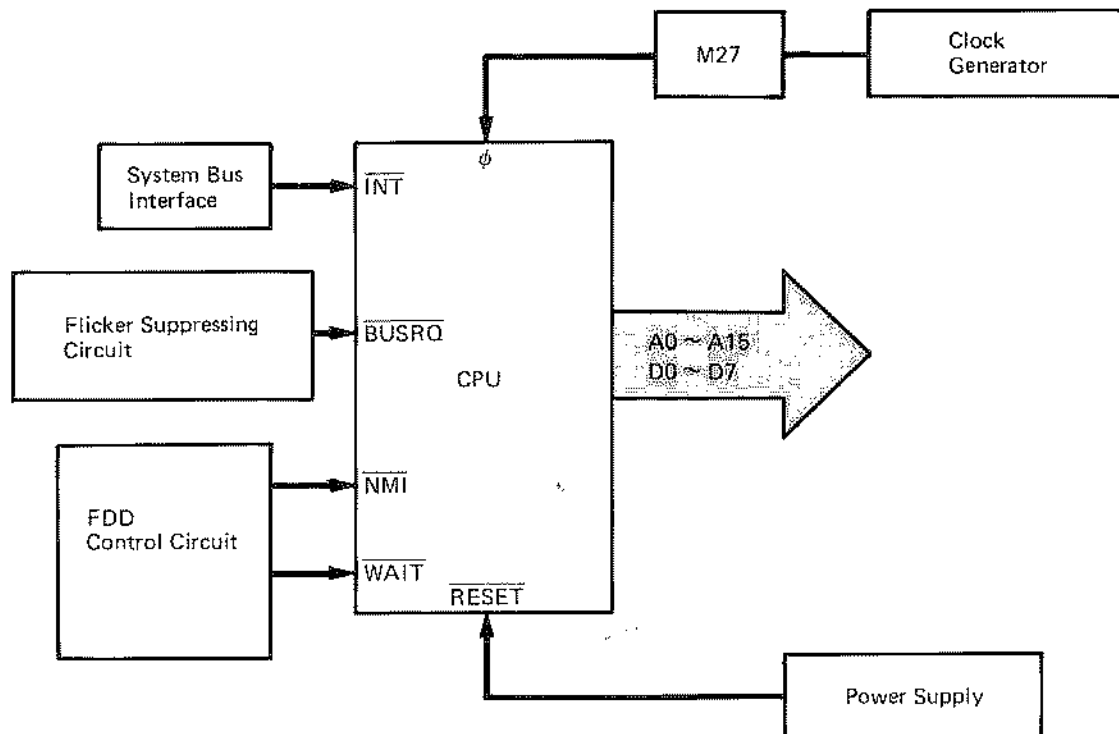 M27
Clock
Generator
ϕ
System Bus
Interface
INT
Flicker Suppressing
Circuit
BUSRQ
A0 ~ A15
D0 ~ D7
CPU
NMI
FDD
Control Circuit
WAIT
RESET
Power Supply